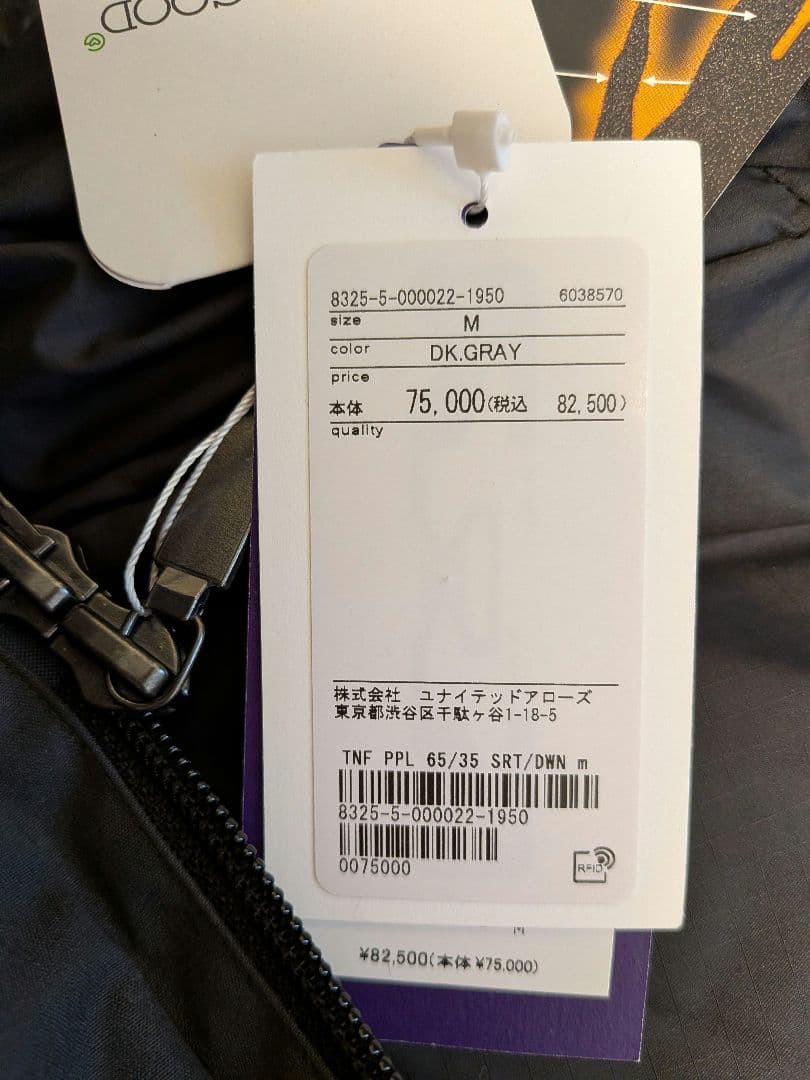 GOOD
8325-5-000022-1950 6038570
size M
color DK.GRAY
price
本体 75,000(税込 82,500)
quality
株式会社 ユナイテッドアローズ
東京都渋谷区千駄ヶ谷1-18-5
TNF PPL 65/35 SRT/DWN m
8325-5-000022-1950
0075000
RFID
M
¥82,500(本体 ¥75,000)